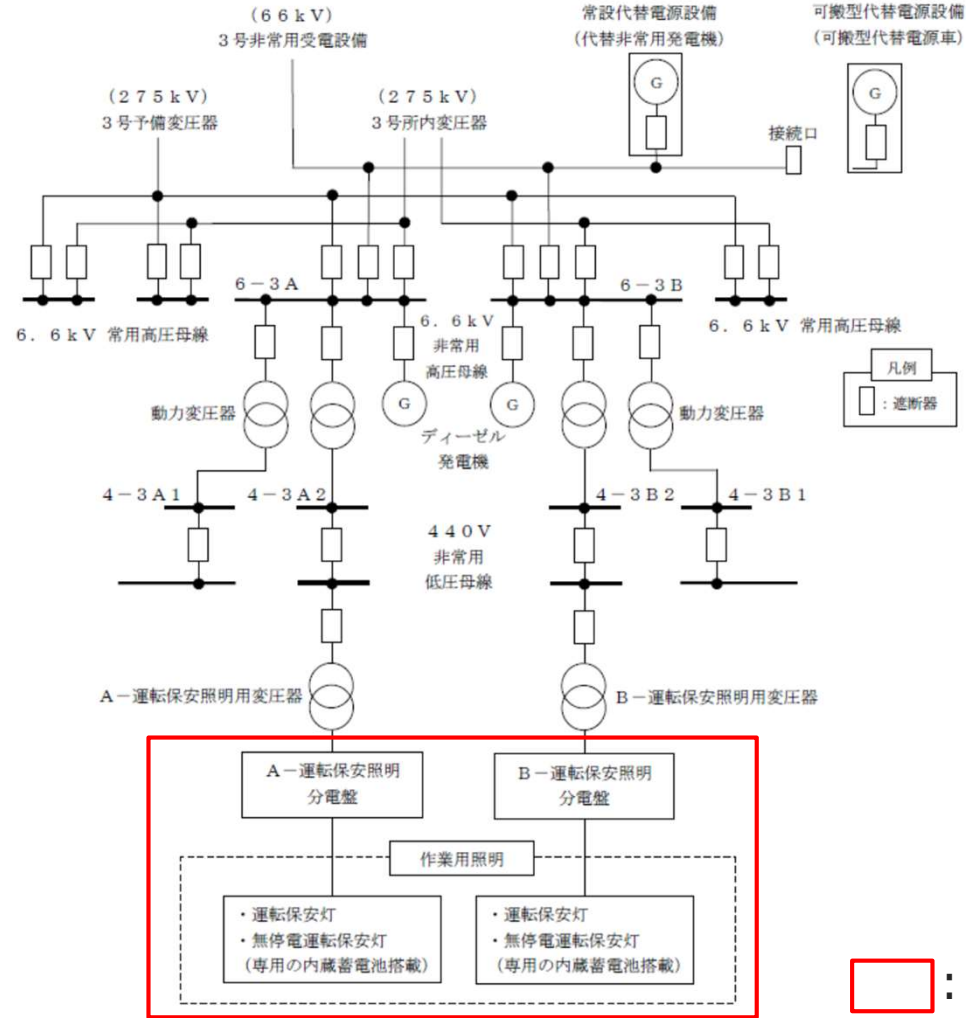 (66kV)
3号非常用受電設備
常設代替電源設備
(代替非常用発電機)
可搬型代替電源設備
(可搬型代替電源車)
G
G
(275kV)
3号予備変圧器
(275kV)
3号所内変圧器
接続口
6-3A
6-3B
6.6kV 常用高圧母線
6.6kV
非常用
高圧母線
6.6kV 常用高圧母線
凡例
:遮断器
動力変圧器
G
G
動力変圧器
ディーゼル
発電機
4-3A1
4-3A2
4-3B2
4-3B1
440V
非常用
低圧母線
A-運転保安照明用変圧器
B-運転保安照明用変圧器
A-運転保安照明
分電盤
B-運転保安照明
分電盤
作業用照明
・運転保安灯
・無停電運転保安灯
(専用の内蔵蓄電池搭載)
・運転保安灯
・無停電運転保安灯
(専用の内蔵蓄電池搭載)
: